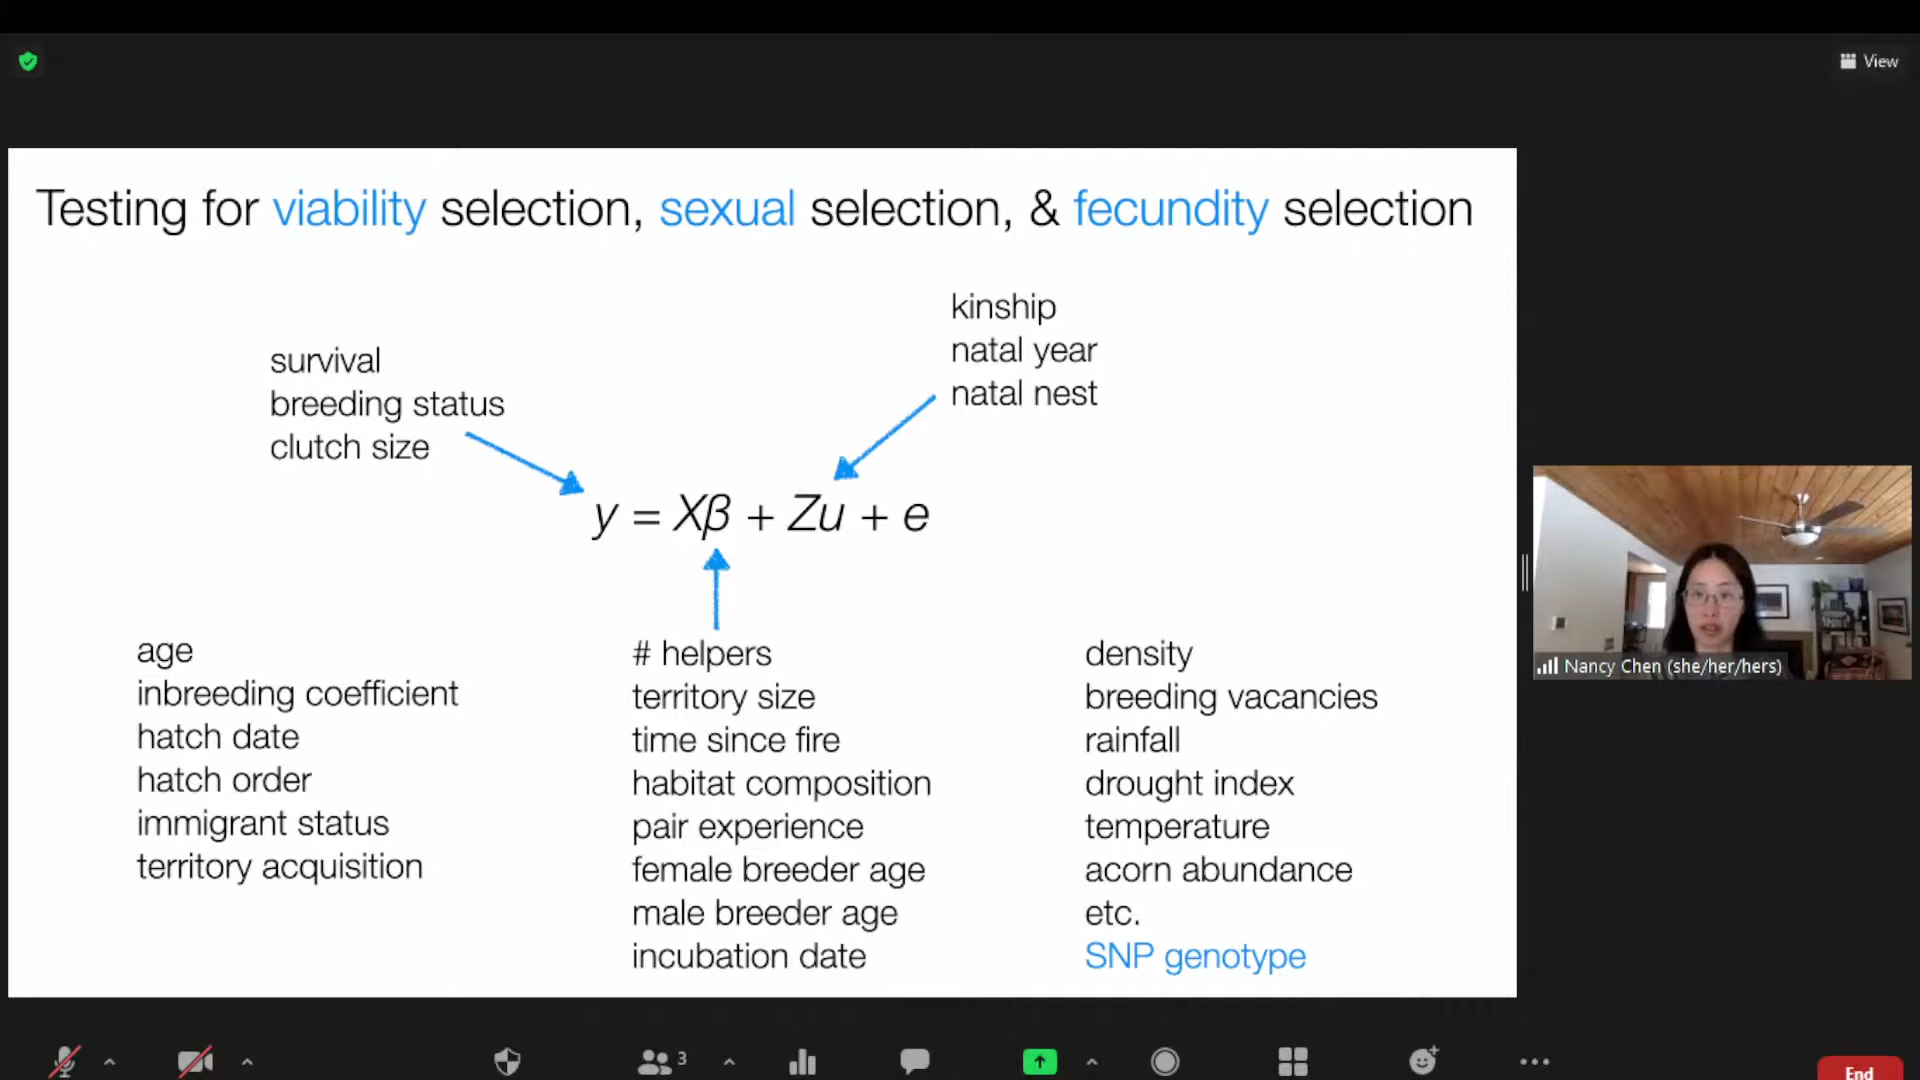 View
Testing for viability selection, sexual selection, & fecundity selection
survival
breeding status
clutch size
kinship
natal year
natal nest
y = Xβ + Zu + e
age
inbreeding coefficient
hatch date
hatch order
immigrant status
territory acquisition
# helpers
territory size
time since fire
habitat composition
pair experience
female breeder age
male breeder age
incubation date
density
breeding vacancies
rainfall
drought index
temperature
acorn abundance
etc.
SNP genotype
Nancy Chen (she/her/hers)
3
End